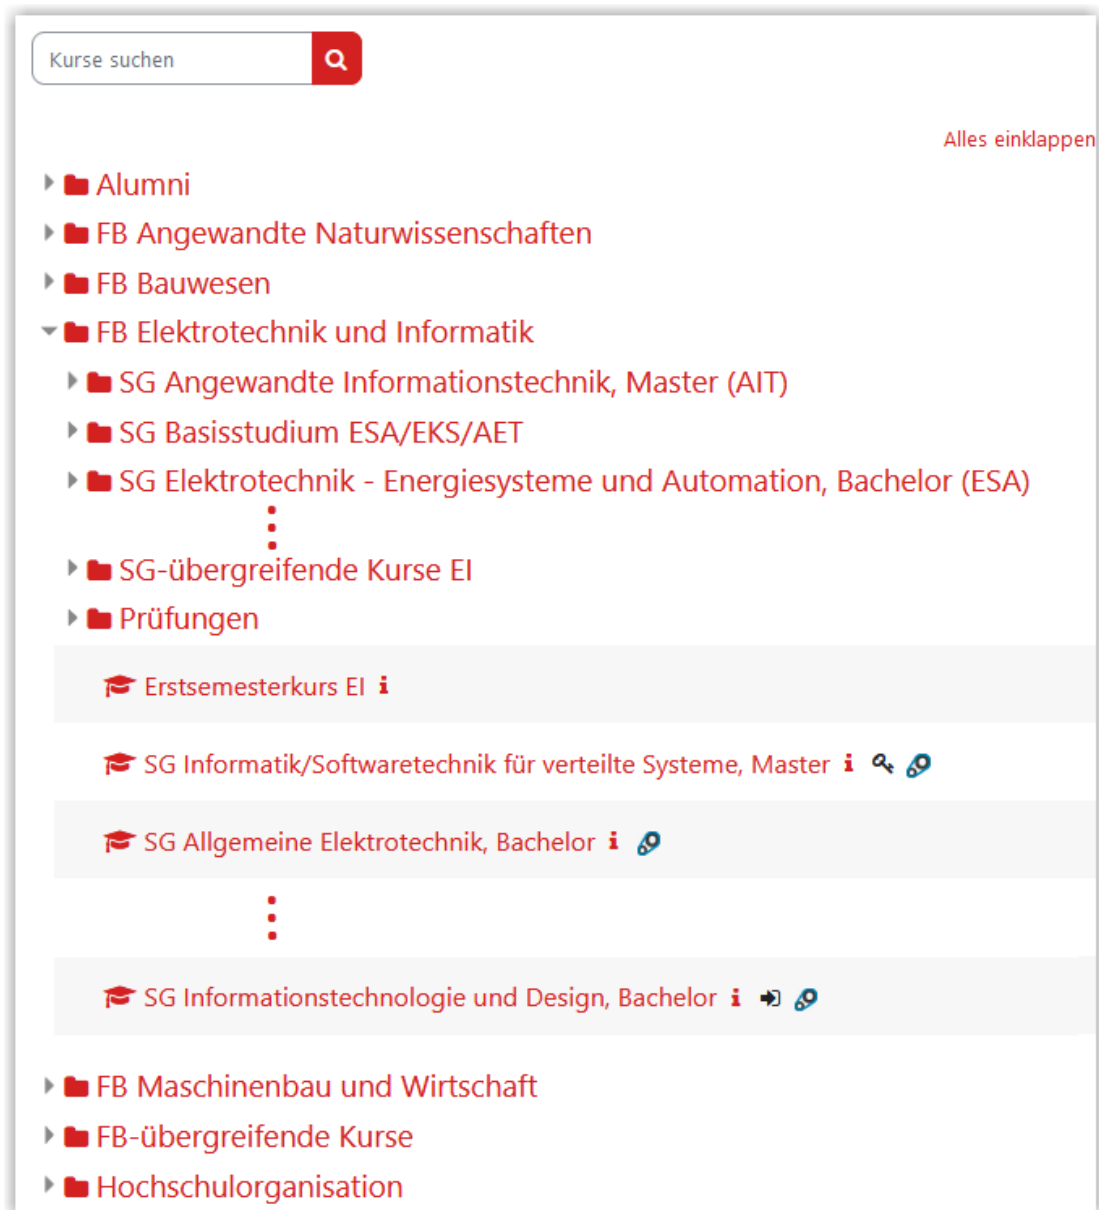 Kurse suchen
Alles einklappen
Alumni
FB Angewandte Naturwissenschaften
FB Bauwesen
FB Elektrotechnik und Informatik
SG Angewandte Informationstechnik, Master (AIT)
SG Basisstudium ESA/EKS/AET
SG Elektrotechnik - Energiesysteme und Automation, Bachelor (ESA)
SG-übergreifende Kurse EI
Prüfungen
Erstsemesterkurs EI
SG Informatik/Softwaretechnik für verteilte Systeme, Master
SG Allgemeine Elektrotechnik, Bachelor
SG Informationstechnologie und Design, Bachelor
FB Maschinenbau und Wirtschaft
FB-übergreifende Kurse
Hochschulorganisation